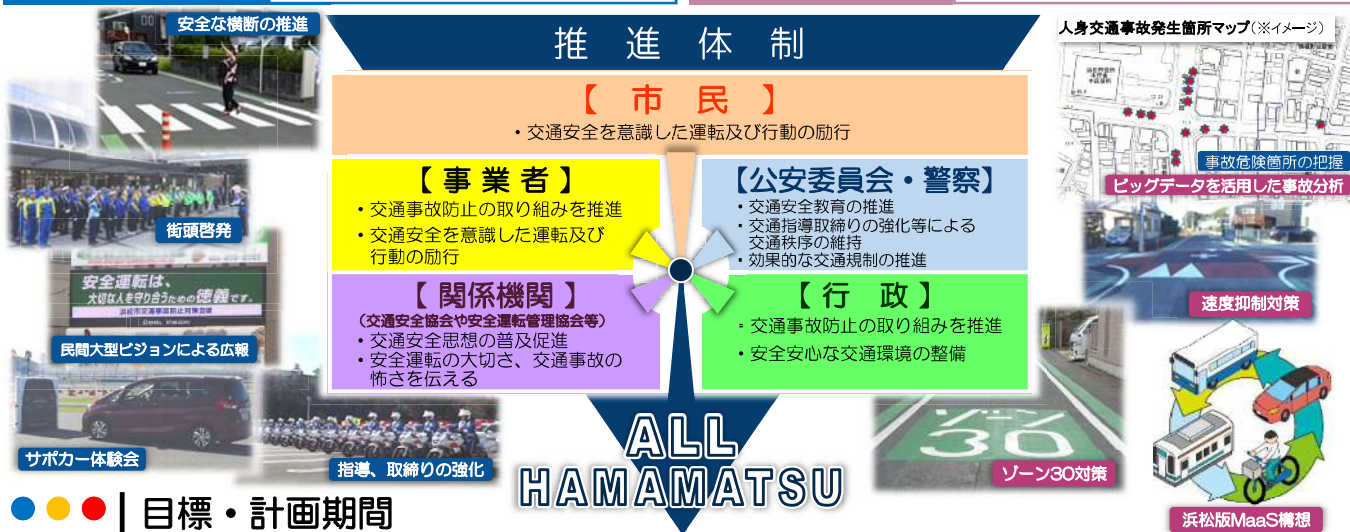 推進体制
【市民】
・交通安全を意識した運転及び行動の励行
【事業者】
・交通事故防止の取り組みを推進
・交通安全を意識した運転及び
行動の励行
【公安委員会・警察】
・交通安全教育の推進
・交通指導取締りの強化等による
交通秩序の維持
・効果的な交通規制の推進
【関係機関】
(交通安全協会や安全運転管理協会等)
・交通安全思想の普及促進
・安全運転の大切さ、交通事故の
怖さを伝える
【行政】
・交通事故防止の取り組みを推進
・安全安心な交通環境の整備
ALL
HAMAMATSU
安全な横断の推進
街頭啓発
安全運転は、
大切な人を守り合うための徳義です。
浜松市交通事故防止対策会議
民間大型ビジョンによる広報
サポカー体験会
指導、取締りの強化
人身交通事故発生箇所マップ(※イメージ)
事故危険箇所の把握
ビッグデータを活用した事故分析
速度抑制対策
ゾーン
30
ゾーン30対策
浜松版MaaS構想
目標・計画期間